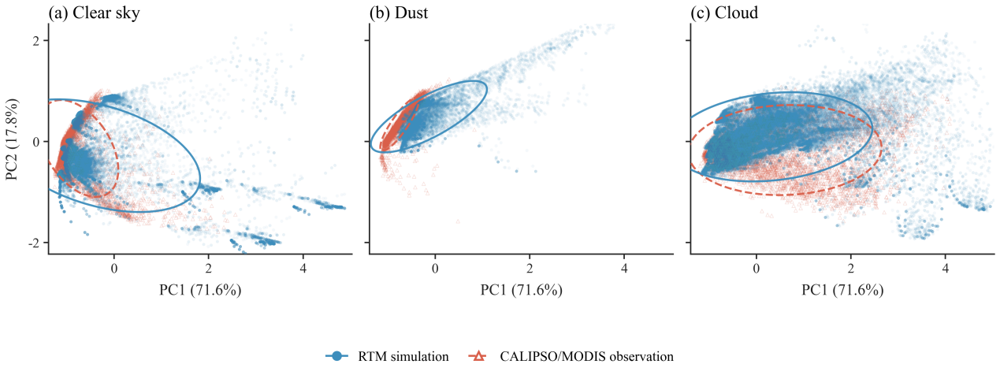 (a) Clear sky
(b) Dust
(c) Cloud
PC2 (17.8%)
2
0
-2
0 2 4
0 2 4
0 2 4
PC1 (71.6%)
PC1 (71.6%)
PC1 (71.6%)
RTM simulation
CALIPSO/MODIS observation